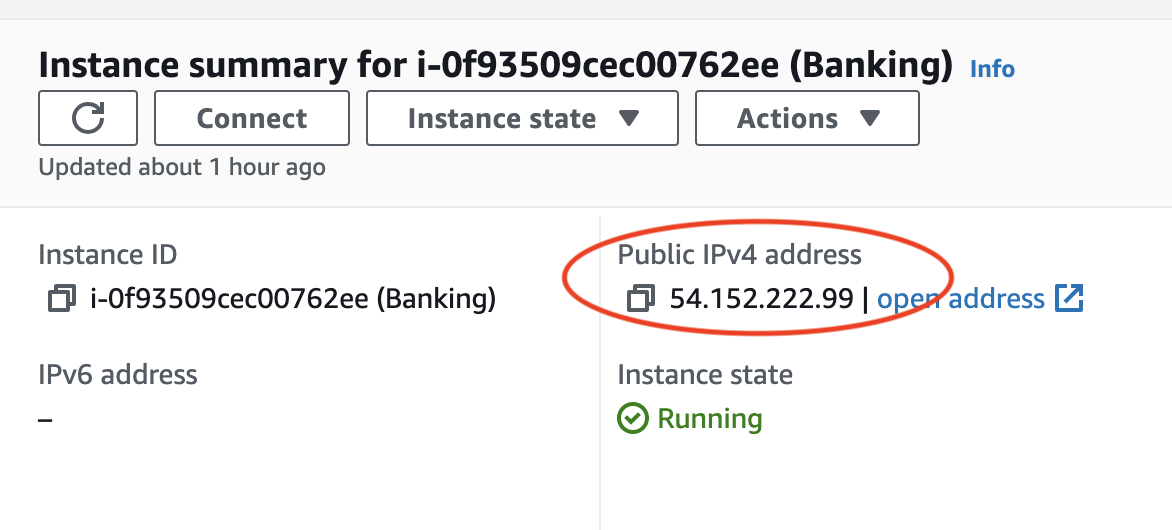 Instance summary for i-0f93509cec00762ee (Banking) Info
Connect Instance state Actions
Updated about 1 hour ago
Instance ID
i-0f93509cec00762ee (Banking)
Public IPv4 address
54.152.222.99 | open address
IPv6 address
–
Instance state
Running